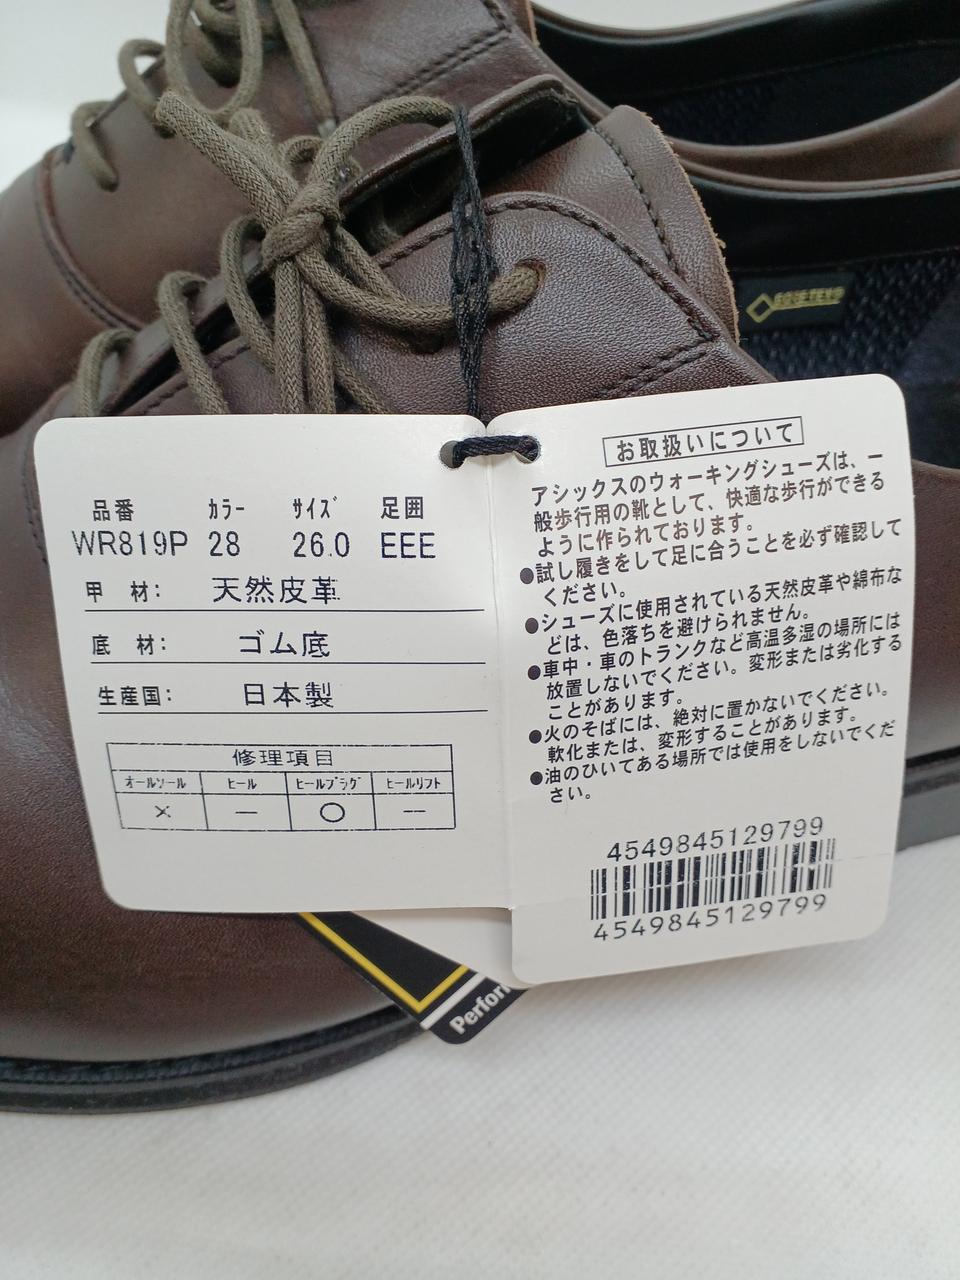 GORE-TEX
品番 カラー サイズ 足囲
WR819P 28 26.0 EEE
甲 材: 天然皮革
底 材: ゴム底
生産国: 日本製
修理項目
オールソール ヒール ヒールプラグ ヒールリフト
× — ○ —
お取扱いについて
アシックスのウォーキングシューズは、一
般歩行用の靴として、快適な歩行ができる
ように作られております。
●試し履きをして足に合うことを必ず確認して
ください。
●シューズに使用されている天然皮革や綿布な
どは、色落ちを避けられません。
●車中・車のトランクなど高温多湿の場所には
放置しないでください。変形または劣化する
ことがあります。
●火のそばには、絶対に置かないでください。
軟化または、変形することがあります。
●油のひいてある場所では使用をしないでくだ
さい。
4549845129799
4549845129799
Perfor